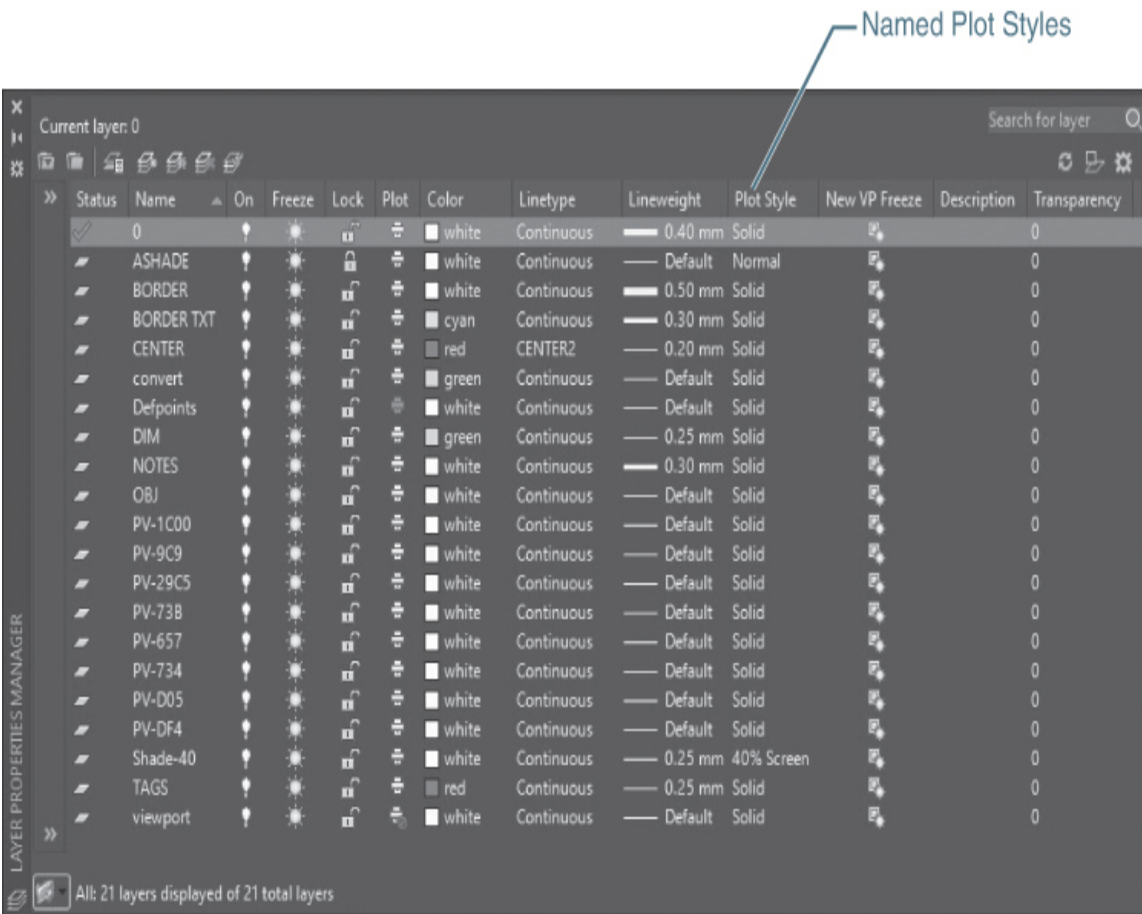 Named Plot Styles
Current layer: 0
Search for layer
Status Name On Freeze Lock Plot Color Linetype Lineweight Plot Style New VP Freeze Description Transparency
0 white Continuous 0.40 mm Solid 0
ASHADE white Continuous Default Normal 0
BORDER white Continuous 0.50 mm Solid 0
BORDER TXT cyan Continuous 0.30 mm Solid 0
CENTER red CENTER2 0.20 mm Solid 0
convert green Continuous Default Solid 0
Defpoints white Continuous Default Solid 0
DIM green Continuous 0.25 mm Solid 0
NOTES white Continuous 0.30 mm Solid 0
OBJ white Continuous Default Solid 0
PV-1C00 white Continuous Default Solid 0
PV-9C9 white Continuous Default Solid 0
PV-29C5 white Continuous Default Solid 0
PV-73B white Continuous Default Solid 0
PV-657 white Continuous Default Solid 0
PV-734 white Continuous Default Solid 0
PV-D05 white Continuous Default Solid 0
PV-DF4 white Continuous Default Solid 0
Shade-40 white Continuous 0.25 mm 40% Screen 0
TAGS red Continuous 0.25 mm Solid 0
viewport white Continuous Default Solid 0
All: 21 layers displayed of 21 total layers
LAYER PROPERTIES MANAGER